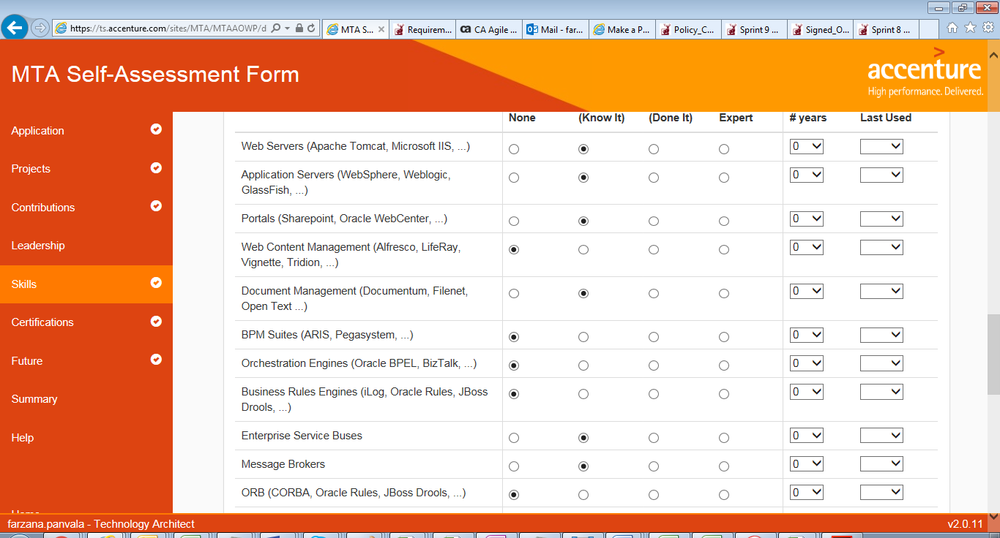 https://ts.accenture.com/sites/MTA/MTAAOWP/d
MTA S...
Requirem...
CA Agile ...
Mail - far...
Make a P...
Policy_C...
Sprint 9 ...
Signed_O...
Sprint 8 ...
MTA Self-Assessment Form
>
accenture
High performance. Delivered.
Application
Projects
Contributions
Leadership
Skills
Certifications
Future
Summary
Help
None (Know It) (Done It) Expert # years Last Used
Web Servers (Apache Tomcat, Microsoft IIS, ...) 0
Application Servers (WebSphere, Weblogic, 0
GlassFish, ...)
Portals (Sharepoint, Oracle WebCenter, ...) 0
Web Content Management (Alfresco, LifeRay, 0
Vignette, Tridion, ...)
Document Management (Documentum, Filenet, 0
Open Text ...)
BPM Suites (ARIS, Pegasystem, ...) 0
Orchestration Engines (Oracle BPEL, BizTalk, ...) 0
Business Rules Engines (iLog, Oracle Rules, JBoss 0
Drools, ...)
Enterprise Service Buses 0
Message Brokers 0
ORB (CORBA, Oracle Rules, JBoss Drools, ...) 0
farzana.panvala - Technology Architect
v2.0.11